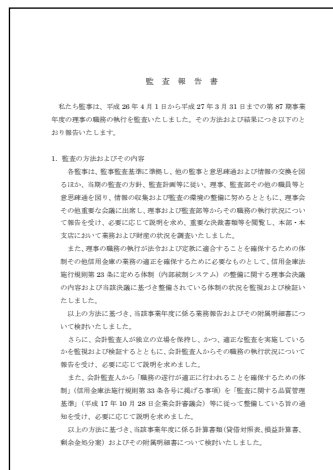 監 査 報 告 書
私たち監事は、平成 26 年 4 月 1 日から平成 27 年 3 月 31 日までの第 87 期事業
年度の理事の職務の執行を監査いたしました。その方法および結果につき以下のと
おり報告いたします。
1. 監査の方法およびその内容
各監事は、監事監査基準に準拠し、他の監事と意思疎通および情報の交換を図
るほか、当期の監査の方針、監査計画等に従い、理事、監査部その他の職員等と
意思疎通を図り、情報の収集および監査の環境の整備に努めるとともに、理事会
その他重要な会議に出席し、理事および監査部等からその職務の執行状況につい
て報告を受け、必要に応じて説明を求め、重要な決裁書類等を閲覧し、本部・本
支店において業務および財産の状況を調査いたしました。
また、理事の職務の執行が法令および定款に適合することを確保するための体
制その他信用金庫の業務の適正を確保するために必要なものとして、信用金庫法
施行規則第 23 条に定める体制（内部統制システム）の整備に関する理事会決議
の内容および当該決議に基づき整備されている体制の状況を監視および検証い
たしました。
以上の方法に基づき、当該事業年度に係る業務報告およびその附属明細書につ
いて検討いたしました。
さらに、会計監査人が独立の立場を保持し、かつ、適正な監査を実施している
かを監視および検証するとともに、会計監査人からその職務の執行状況について
報告を受け、必要に応じて説明を求めました。
また、会計監査人から「職務の遂行が適正に行われることを確保するための体
制」（信用金庫法施行規則第 33 条各号に掲げる事項）を「監査に関する品質管理
基準」（平成 17 年 10 月 28 日企業会計審議会）等に従って整備している旨の通
知を受け、必要に応じて説明を求めました。
以上の方法に基づき、当該事業年度に係る計算書類（貸借対照表、損益計算書、
剰余金処分案）およびその附属明細書について検討いたしました。